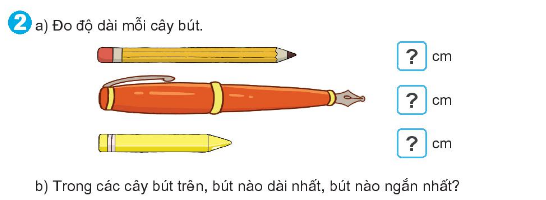 2 a) Đo độ dài mỗi cây bút.
? cm
? cm
? cm
b) Trong các cây bút trên, bút nào dài nhất, bút nào ngắn nhất?